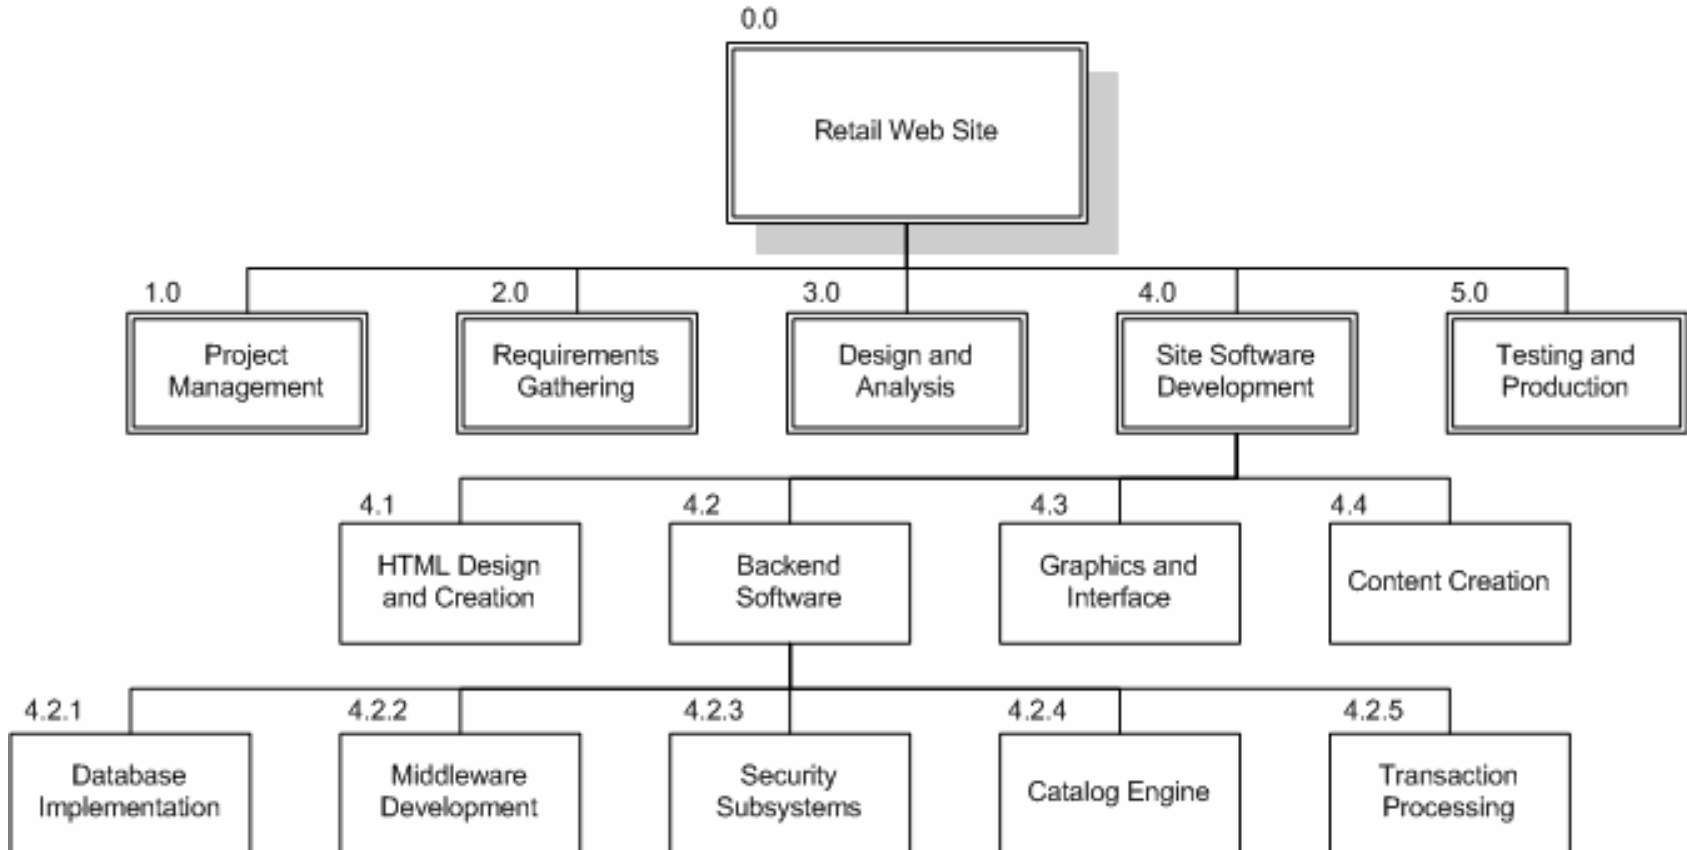 0.0
Retail Web Site
1.0
Project
Management
2.0
Requirements
Gathering
3.0
Design and
Analysis
4.0
Site Software
Development
5.0
Testing and
Production
4.1
HTML Design
and Creation
4.2
Backend
Software
4.3
Graphics and
Interface
4.4
Content Creation
4.2.1
Database
Implementation
4.2.2
Middleware
Development
4.2.3
Security
Subsystems
4.2.4
Catalog Engine
4.2.5
Transaction
Processing